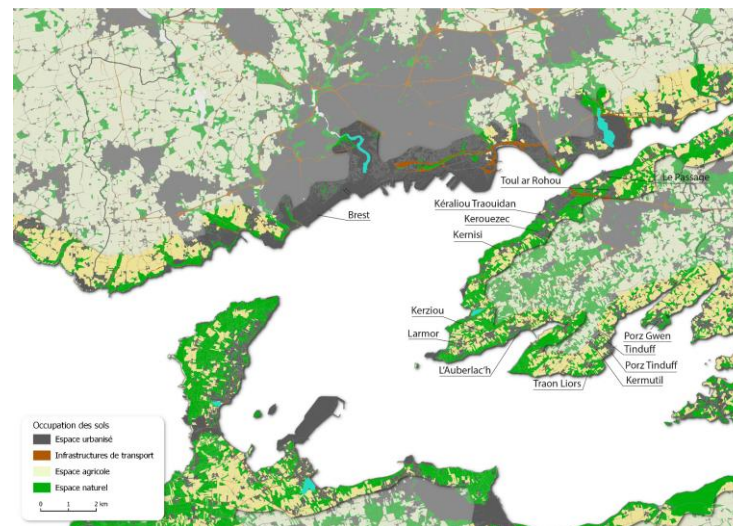 Toul ar Rohou
Le Passage
Kéraliou Traouidan
Kerouezec
Brest
Kernisi
Kerziou
Larmor
Porz Gwen
Tinduff
L'Auberlac'h
Porz Tinduff
Traon Liors
Kermutil
Occupation des sols
Espace urbanisé
Infrastructures de transport
Espace agricole
Espace naturel
0 1 2 km